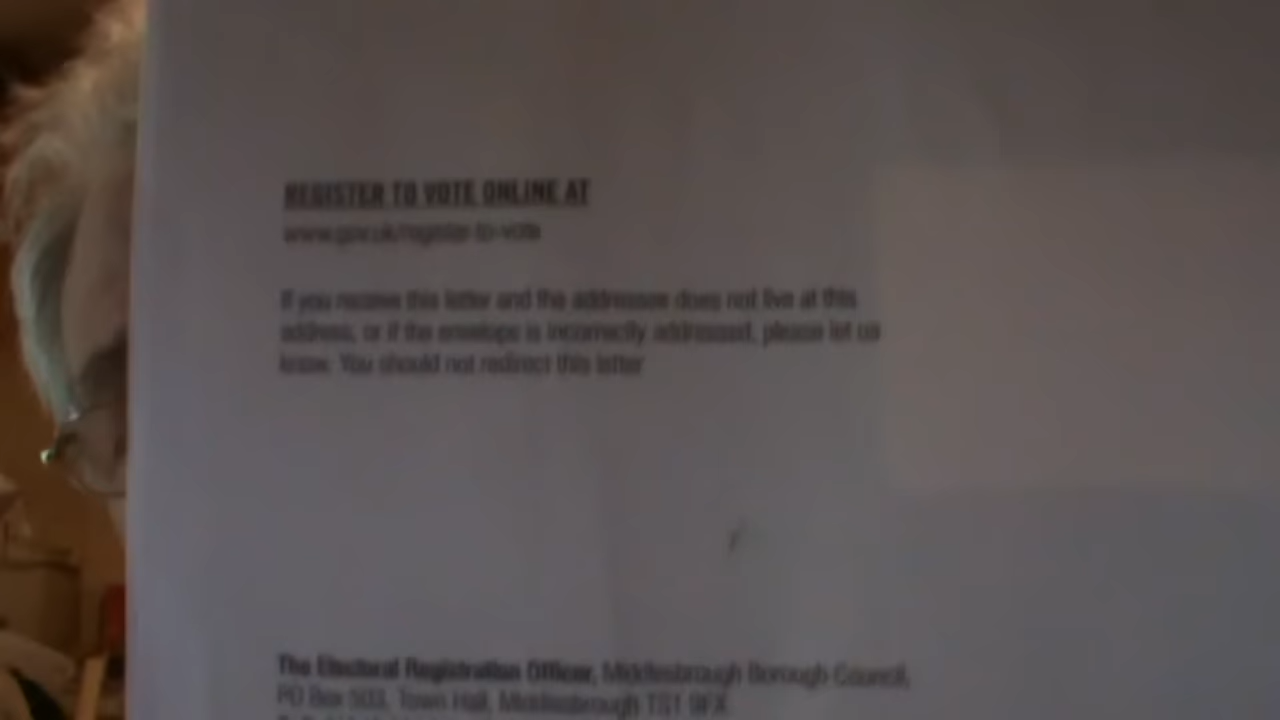 REGISTER TO VOTE ONLINE AT
www.gov.uk/register-to-vote
If you receive this letter and the addressee does not live at this
address, or if the envelope is incorrectly addressed, please let us
know. You should not redirect this letter
The Electoral Registration Officer, Middlesbrough Borough Council,
PO Box 503, Town Hall, Middlesbrough TS1 9FX